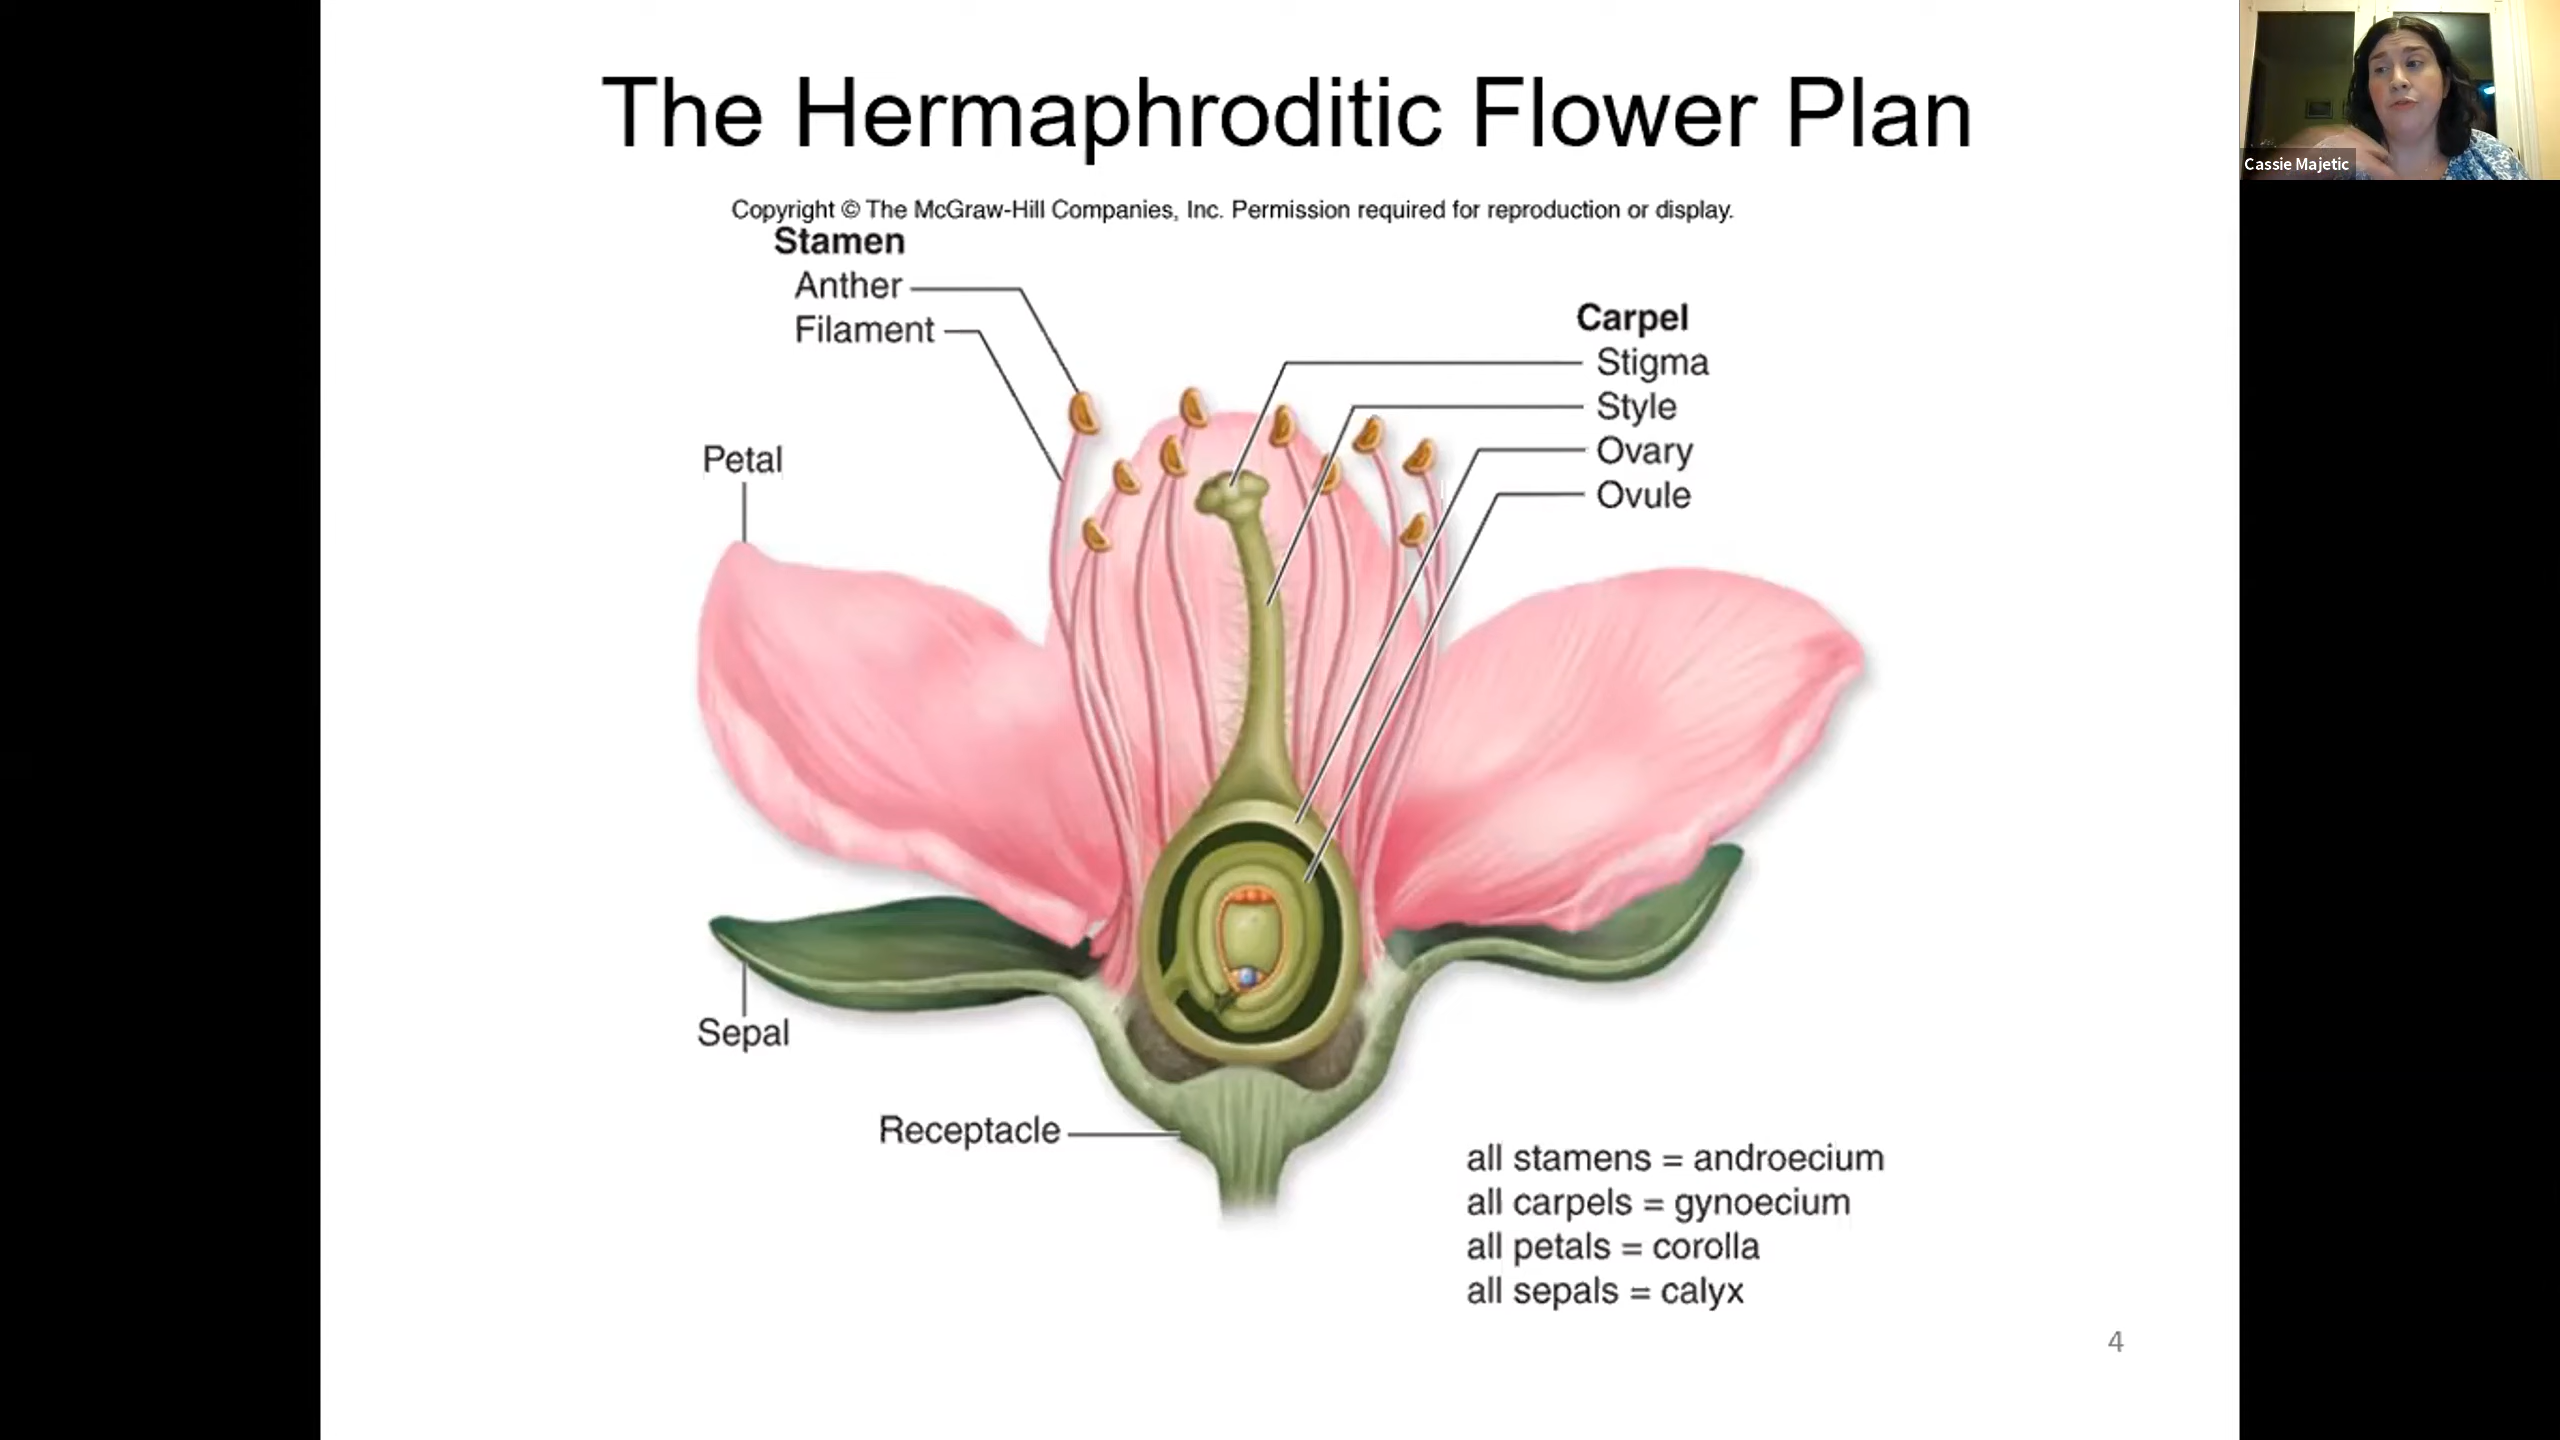 The Hermaphroditic Flower Plan
Cassie Majetic
Copyright © The McGraw-Hill Companies, Inc. Permission required for reproduction or display.
Stamen
Anther
Filament
Carpel
Stigma
Style
Ovary
Ovule
Petal
Sepal
Receptacle
all stamens = androecium
all carpels = gynoecium
all petals = corolla
all sepals = calyx
4